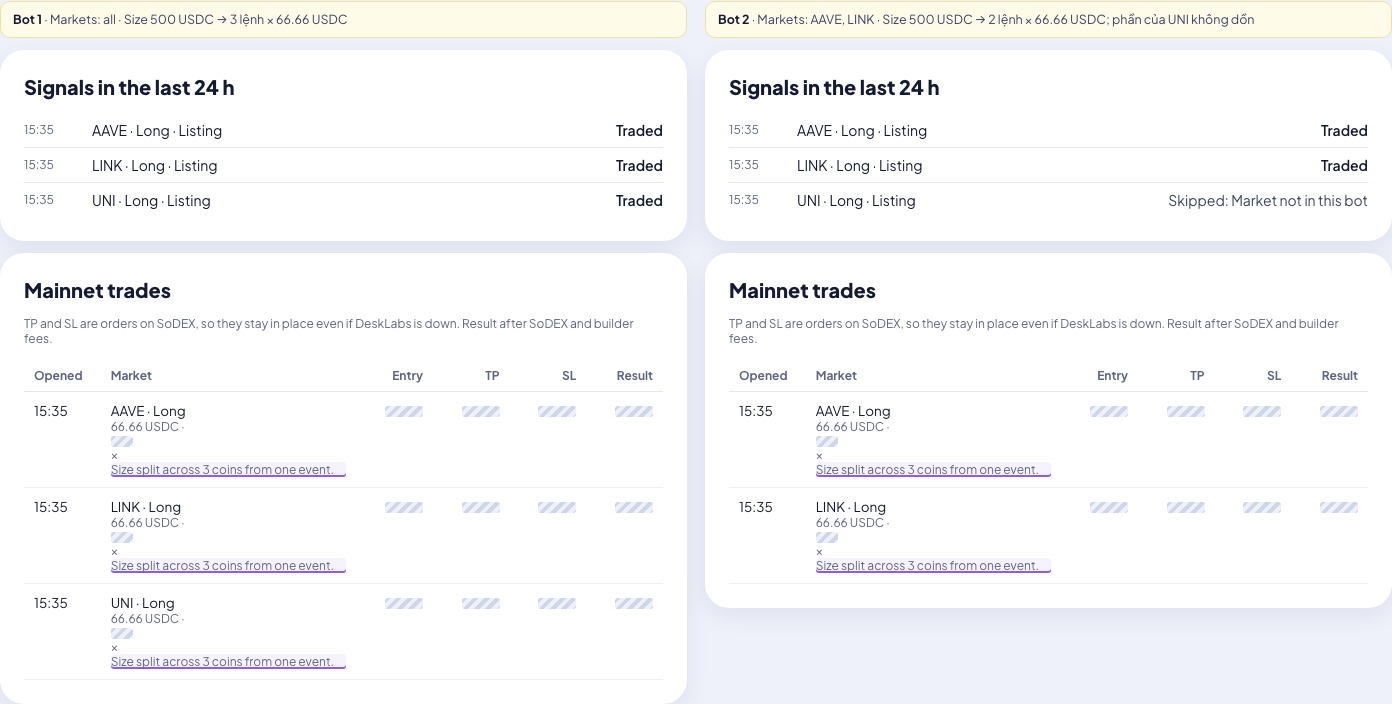 Bot 1 · Markets: all · Size 500 USDC → 3 lệnh × 66.66 USDC
Signals in the last 24 h
15:35 AAVE · Long · Listing Traded
15:35 LINK · Long · Listing Traded
15:35 UNI · Long · Listing Traded
Mainnet trades
TP and SL are orders on SoDEX, so they stay in place even if DeskLabs is down. Result after SoDEX and builder
fees.
Opened Market Entry TP SL Result
15:35 AAVE · Long
66.66 USDC ·
×
Size split across 3 coins from one event.
15:35 LINK · Long
66.66 USDC ·
×
Size split across 3 coins from one event.
15:35 UNI · Long
66.66 USDC ·
×
Size split across 3 coins from one event.
Bot 2 · Markets: AAVE, LINK · Size 500 USDC → 2 lệnh × 66.66 USDC; phần của UNI không dồn
Signals in the last 24 h
15:35 AAVE · Long · Listing Traded
15:35 LINK · Long · Listing Traded
15:35 UNI · Long · Listing Skipped: Market not in this bot
Mainnet trades
TP and SL are orders on SoDEX, so they stay in place even if DeskLabs is down. Result after SoDEX and builder
fees.
Opened Market Entry TP SL Result
15:35 AAVE · Long
66.66 USDC ·
×
Size split across 3 coins from one event.
15:35 LINK · Long
66.66 USDC ·
×
Size split across 3 coins from one event.